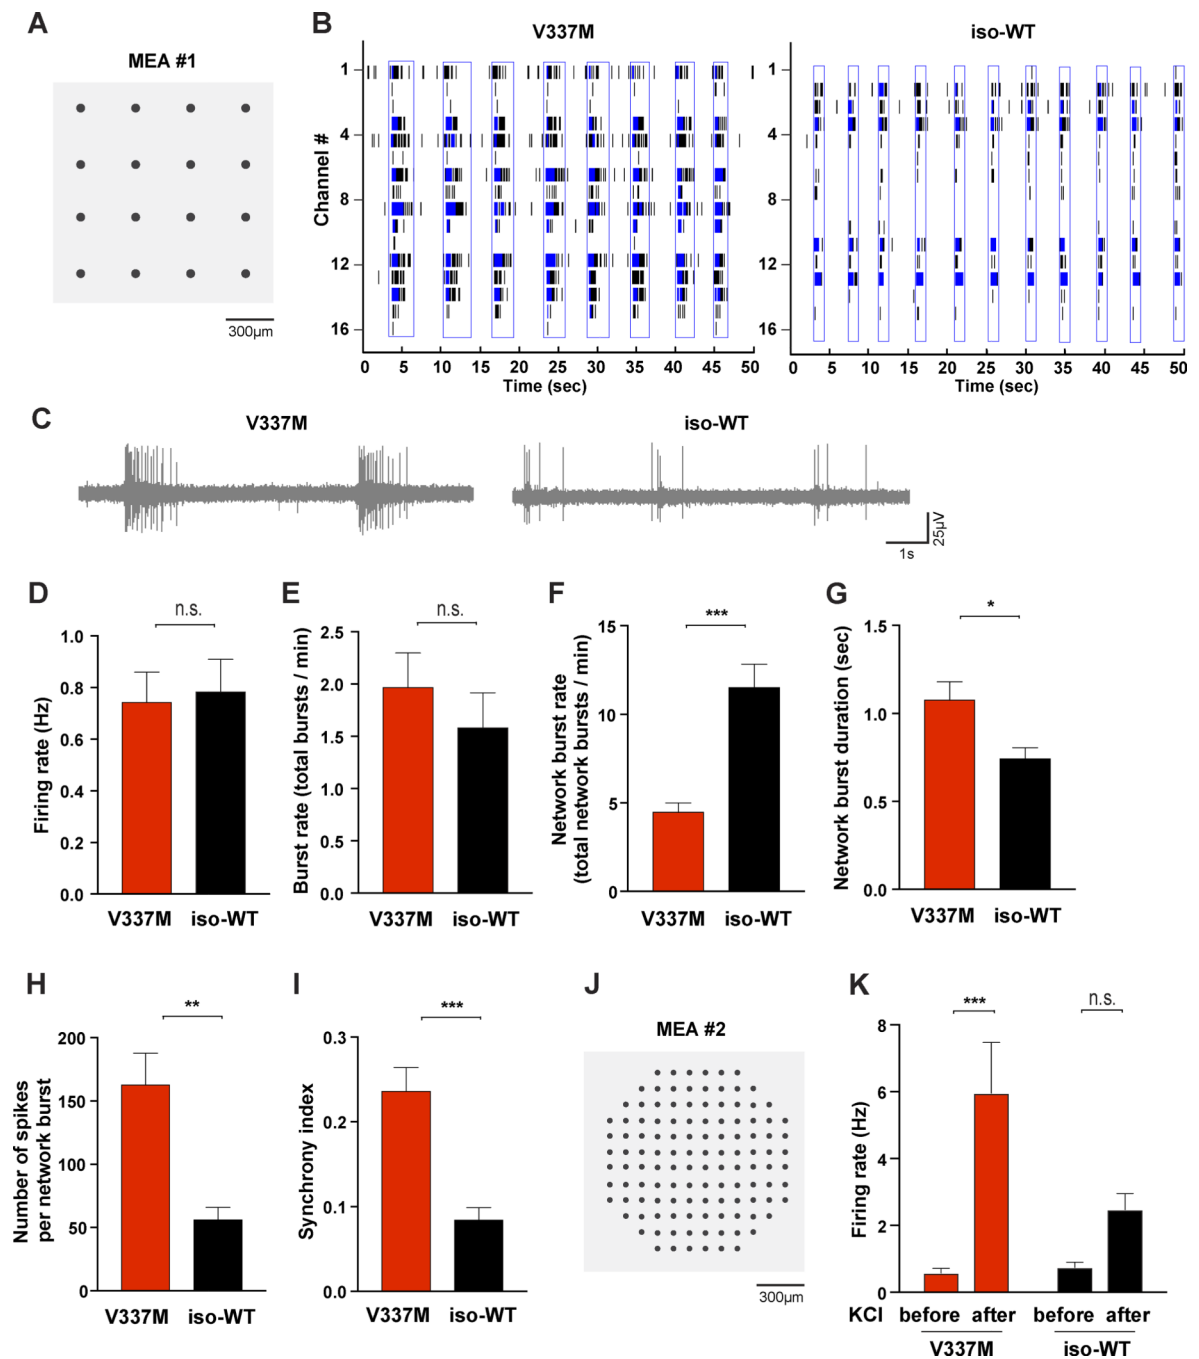 A
MEA #1
300µm
B
V337M
iso-WT
Channel #
1
4
8
12
16
0 5 10 15 20 25 30 35 40 45 50
Time (sec)
1
4
8
12
16
0 5 10 15 20 25 30 35 40 45 50
Time (sec)
C
V337M
iso-WT
25µV
1s
D
n.s.
Firing rate (Hz)
1.0
0.8
0.6
0.4
0.2
0.0
V337M iso-WT
E
n.s.
Burst rate (total bursts / min)
2.5
2.0
1.5
1.0
0.5
0.0
V337M iso-WT
F
***
Network burst rate
(total network bursts / min)
15
10
5
0
V337M iso-WT
G
*
Network burst duration (sec)
1.5
1.0
0.5
0.0
V337M iso-WT
H
**
Number of spikes
per network burst
200
150
100
50
0
V337M iso-WT
I
***
Synchrony index
0.3
0.2
0.1
0.0
V337M iso-WT
J
MEA #2
300µm
K
***
n.s.
Firing rate (Hz)
8
6
4
2
0
KCl before after before after
V337M iso-WT